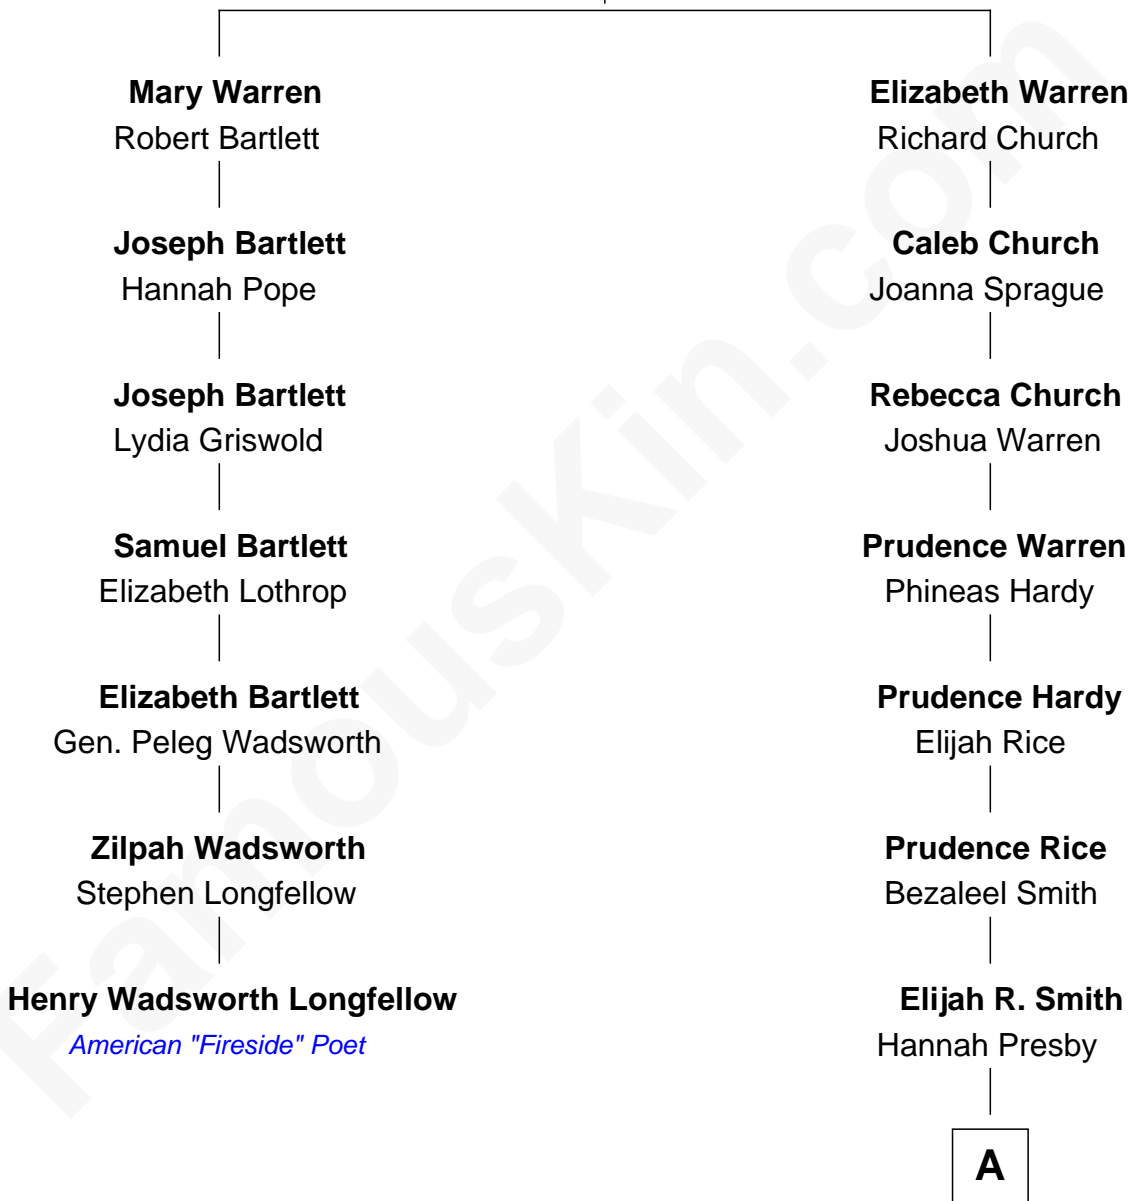 Mary Warren
Robert Bartlett
Elizabeth Warren
Richard Church
Joseph Bartlett
Hannah Pope
Caleb Church
Joanna Sprague
Joseph Bartlett
Lydia Griswold
Rebecca Church
Joshua Warren
Samuel Bartlett
Elizabeth Lothrop
Prudence Warren
Phineas Hardy
Elizabeth Bartlett
Gen. Peleg Wadsworth
Prudence Hardy
Elijah Rice
Zilpah Wadsworth
Stephen Longfellow
Prudence Rice
Bezaleel Smith
Henry Wadsworth Longfellow
American "Fireside" Poet
Elijah R. Smith
Hannah Presby
A
FamousKin.com